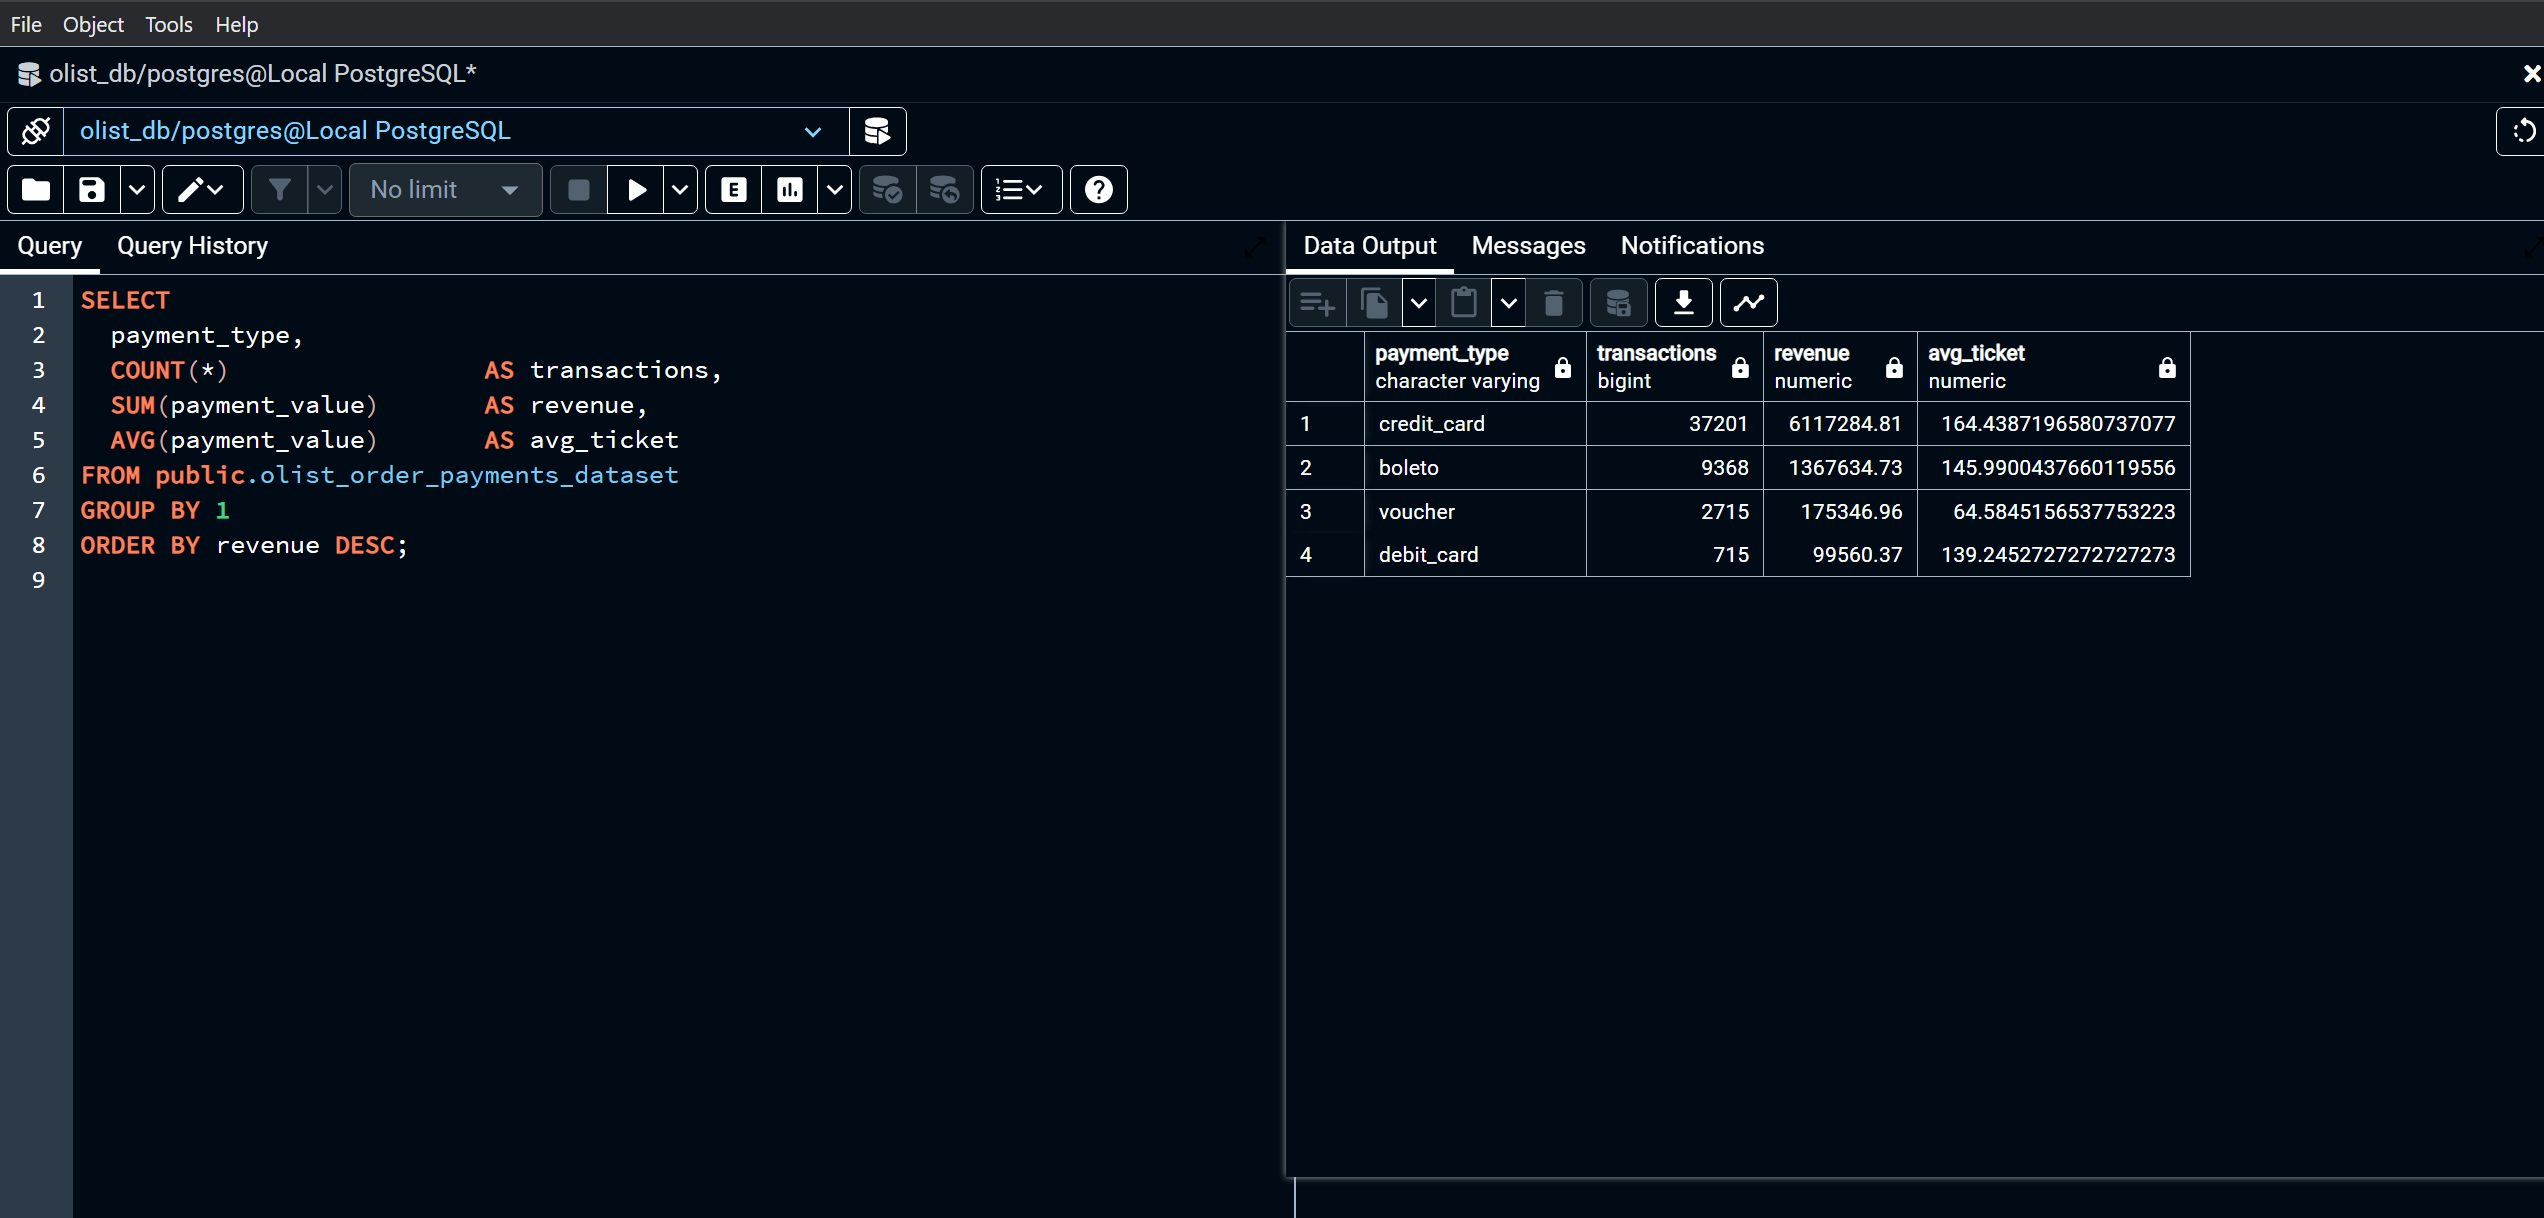 File Object Tools Help
olist_db/postgres@Local PostgreSQL*
olist_db/postgres@Local PostgreSQL
No limit
E
Query Query History
1 SELECT
2 payment_type,
3 COUNT(*) AS transactions,
4 SUM(payment_value) AS revenue,
5 AVG(payment_value) AS avg_ticket
6 FROM public.olist_order_payments_dataset
7 GROUP BY 1
8 ORDER BY revenue DESC;
9
Data Output Messages Notifications
payment_type transactions revenue avg_ticket
character varying bigint numeric numeric
1 credit_card 37201 6117284.81 164.4387196580737077
2 boleto 9368 1367634.73 145.9900437660119556
3 voucher 2715 175346.96 64.5845156537753223
4 debit_card 715 99560.37 139.2452727272727273